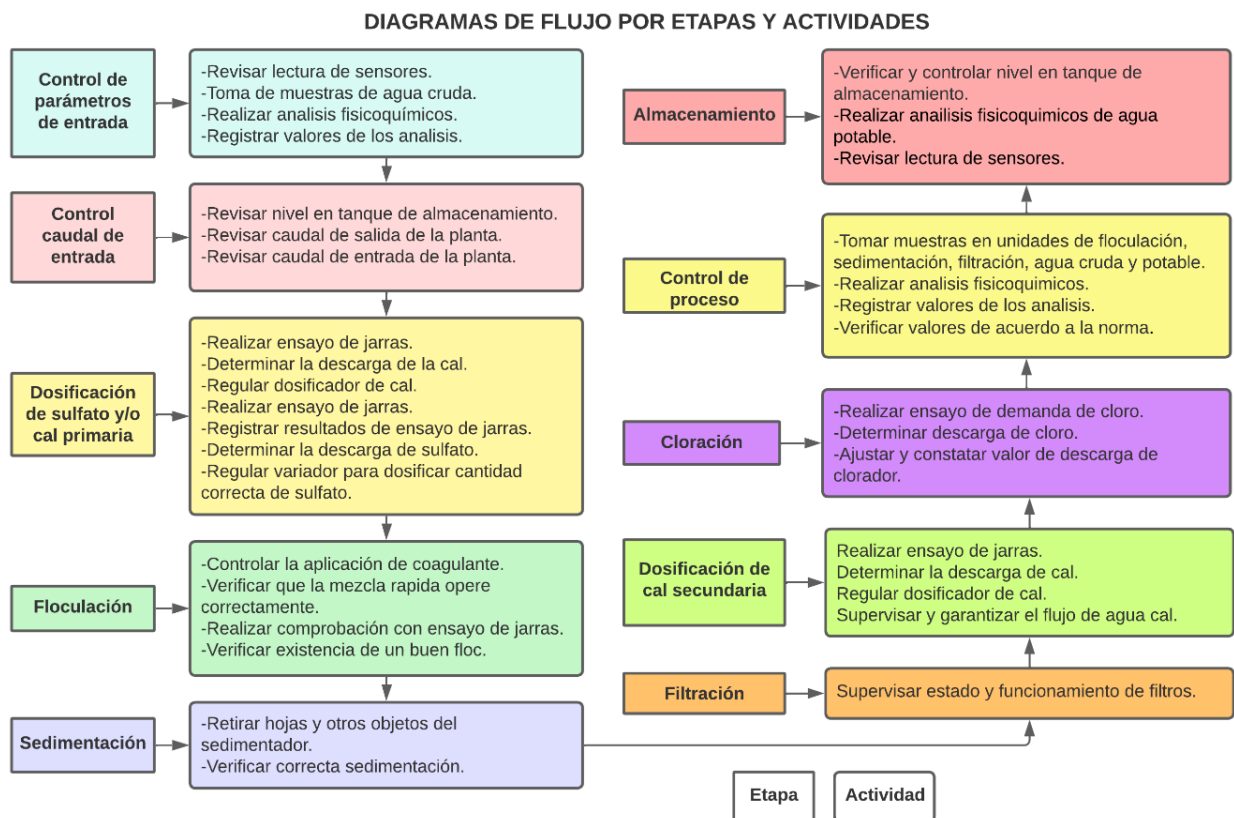 DIAGRAMAS DE FLUJO POR ETAPAS Y ACTIVIDADES
Control de
parámetros
de entrada
-Revisar lectura de sensores.
-Toma de muestras de agua cruda.
-Realizar analisis fisicoquímicos.
-Registrar valores de los analisis.
Control
caudal de
entrada
-Revisar nivel en tanque de almacenamiento.
-Revisar caudal de salida de la planta.
-Revisar caudal de entrada de la planta.
Dosificación
de sulfato y/o
cal primaria
-Realizar ensayo de jarras.
-Determinar la descarga de la cal.
-Regular dosificador de cal.
-Realizar ensayo de jarras.
-Registrar resultados de ensayo de jarras.
-Determinar la descarga de sulfato.
-Regular variador para dosificar cantidad
correcta de sulfato.
Floculación
-Controlar la aplicación de coagulante.
-Verificar que la mezcla rapida opere
correctamente.
-Realizar comprobación con ensayo de jarras.
-Verificar existencia de un buen floc.
Sedimentación
-Retirar hojas y otros objetos del
sedimentador.
-Verificar correcta sedimentación.
Almacenamiento
-Verificar y controlar nivel en tanque de
almacenamiento.
-Realizar anailisis fisicoquimicos de agua
potable.
-Revisar lectura de sensores.
Control de
proceso
-Tomar muestras en unidades de floculación,
sedimentación, filtración, agua cruda y potable.
-Realizar analisis fisicoquimicos.
-Registrar valores de los analisis.
-Verificar valores de acuerdo a la norma.
Cloración
-Realizar ensayo de demanda de cloro.
-Determinar descarga de cloro.
-Ajustar y constatar valor de descarga de
clorador.
Dosificación de
cal secundaria
Realizar ensayo de jarras.
Determinar la descarga de cal.
Regular dosificador de cal.
Supervisar y garantizar el flujo de agua cal.
Filtración
Supervisar estado y funcionamiento de filtros.
Etapa
Actividad